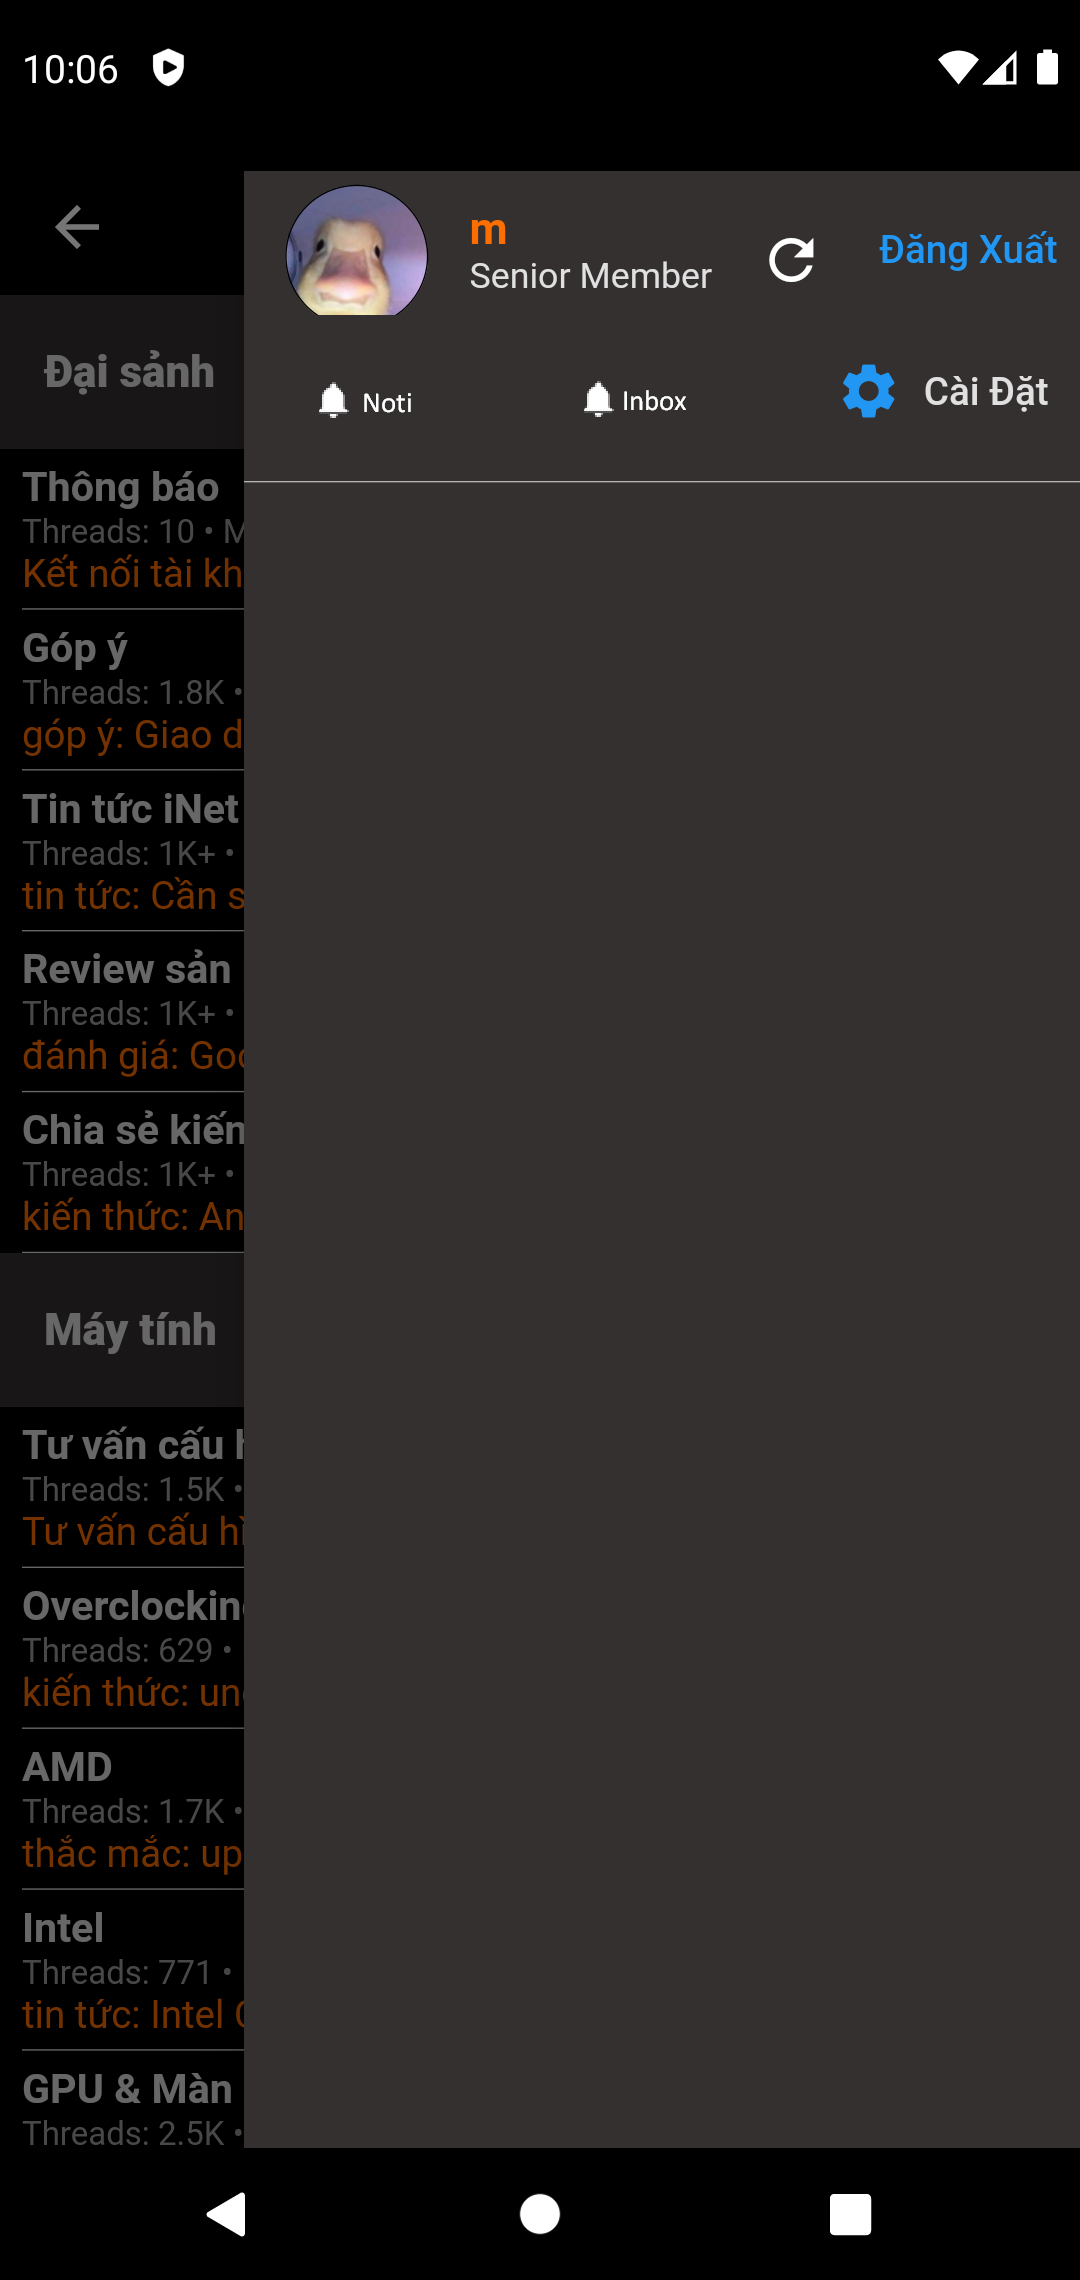 10:06
m
Senior Member
Đăng Xuất
Noti
Inbox
Cài Đặt
Đại sảnh
Thông báo
Threads: 10 • M
Kết nối tài kh
Góp ý
Threads: 1.8K •
góp ý: Giao d
Tin tức iNet
Threads: 1K+ •
tin tức: Cần s
Review sản
Threads: 1K+ •
đánh giá: Goo
Chia sẻ kiến
Threads: 1K+ •
kiến thức: An
Máy tính
Tư vấn cấu h
Threads: 1.5K •
Tư vấn cấu hì
Overclocking
Threads: 629 •
kiến thức: und
AMD
Threads: 1.7K •
thắc mắc: up
Intel
Threads: 771 •
tin tức: Intel C
GPU & Màn
Threads: 2.5K •